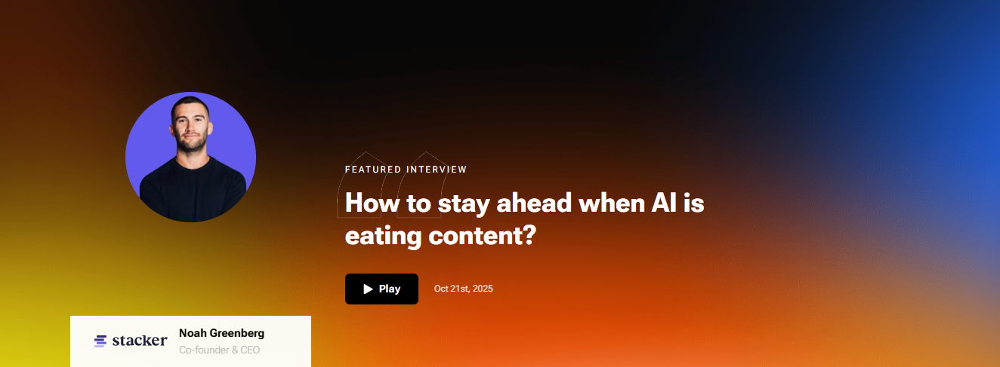 FEATURED INTERVIEW
How to stay ahead when AI is
eating content?
Play
Oct 21st, 2025
stacker
Noah Greenberg
Co-founder & CEO